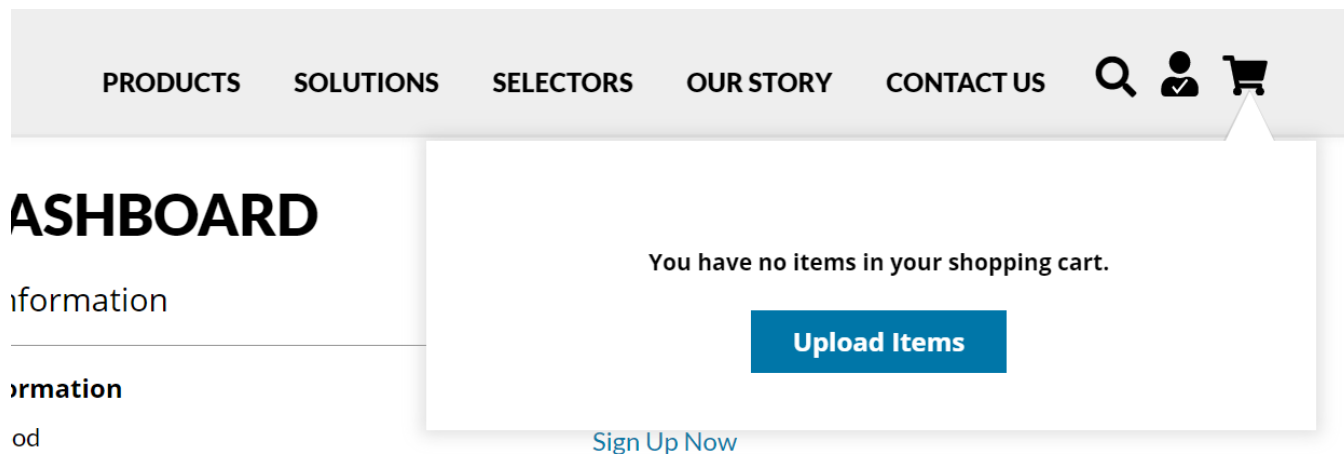 PRODUCTS SOLUTIONS SELECTORS OUR STORY CONTACT US
ASHBOARD
You have no items in your shopping cart.
nformation
Upload Items
ormation
od
Sign Up Now